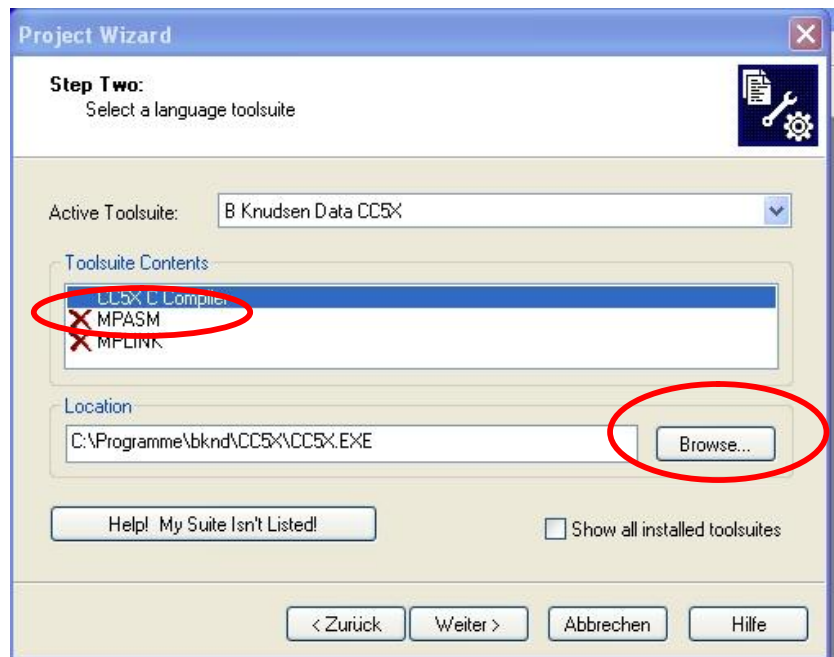 Project Wizard
Step Two:
Select a language toolsuite
Active Toolsuite: B Knudsen Data CC5X
Toolsuite Contents
CC5X C Compiler
MPASM
MPLINK
Location
C:\Programme\bknd\CC5X\CC5X.EXE Browse...
Help! My Suite Isn't Listed! Show all installed toolsuites
< Zurück Weiter > Abbrechen Hilfe